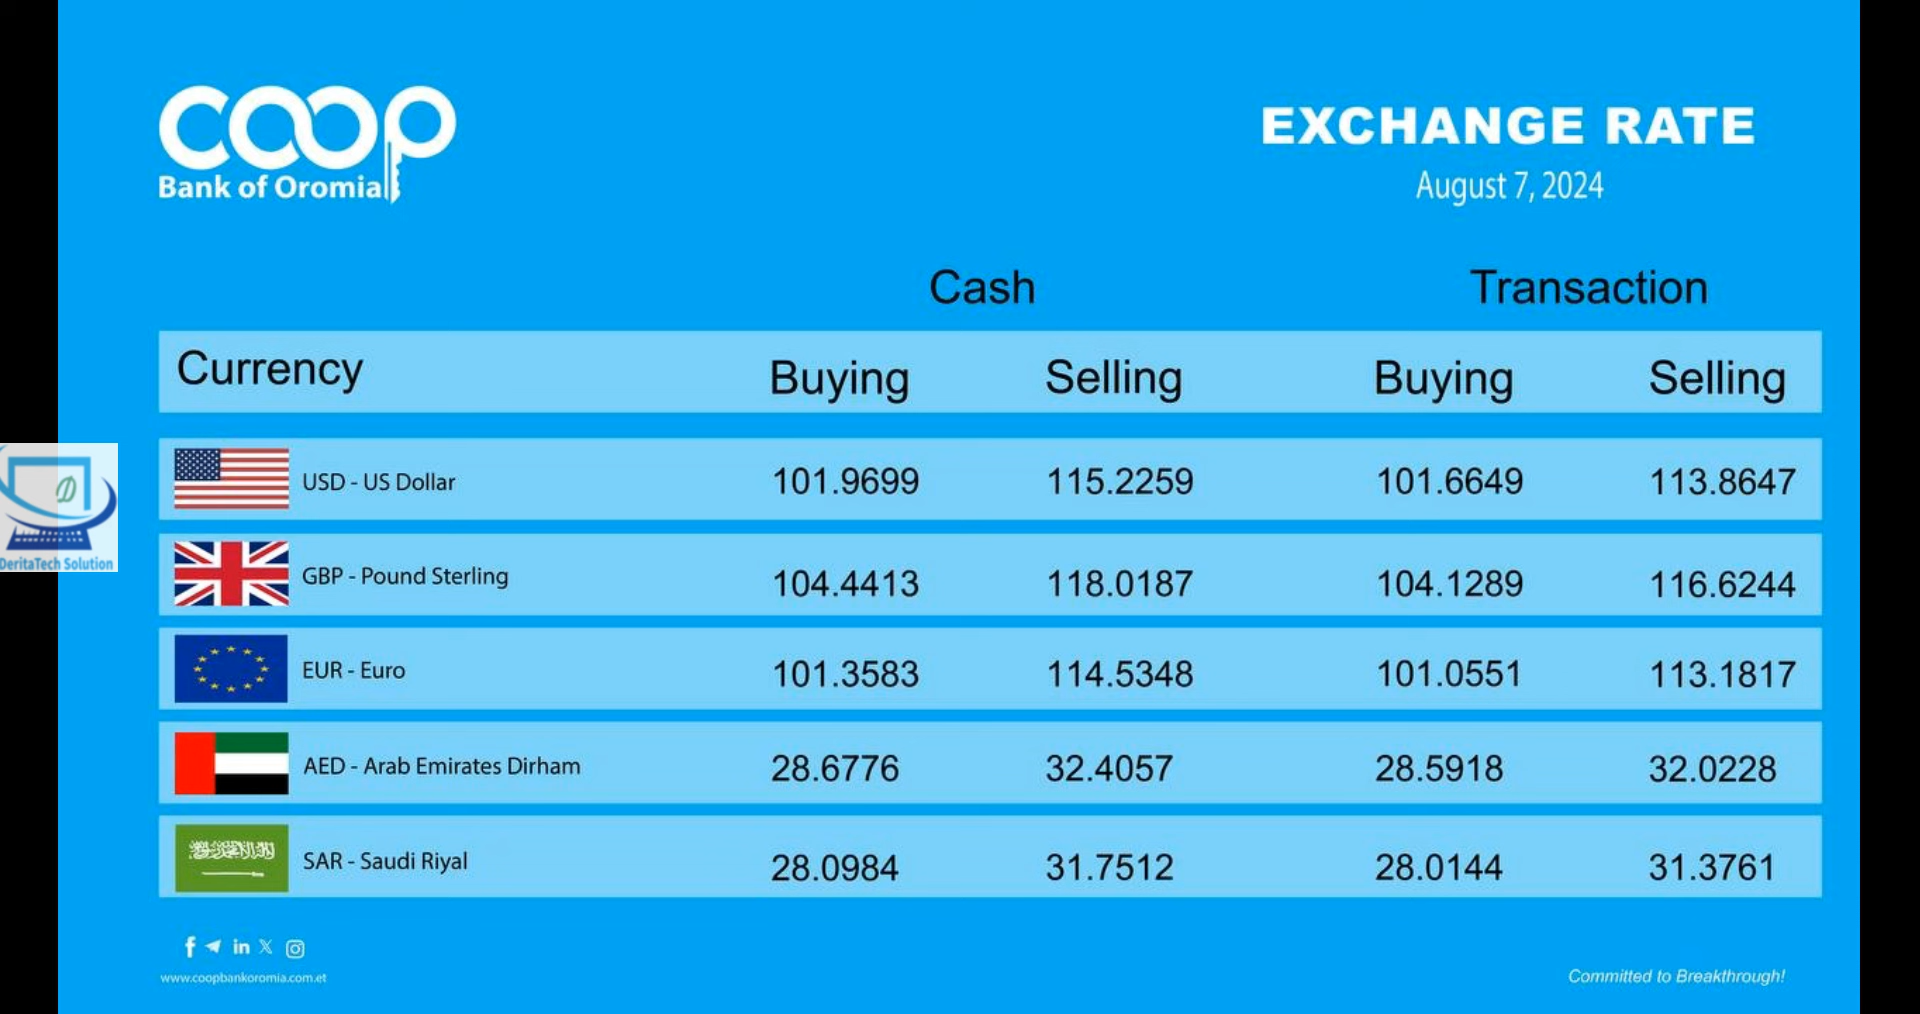 coop
Bank of Oromia
EXCHANGE RATE
August 7, 2024
Cash Transaction
Currency Buying Selling Buying Selling
USD - US Dollar 101.9699 115.2259 101.6649 113.8647
GBP - Pound Sterling 104.4413 118.0187 104.1289 116.6244
EUR - Euro 101.3583 114.5348 101.0551 113.1817
AED - Arab Emirates Dirham 28.6776 32.4057 28.5918 32.0228
SAR - Saudi Riyal 28.0984 31.7512 28.0144 31.3761
DeritaTech Solution
www.coopbankoromia.com.et
Committed to Breakthrough!